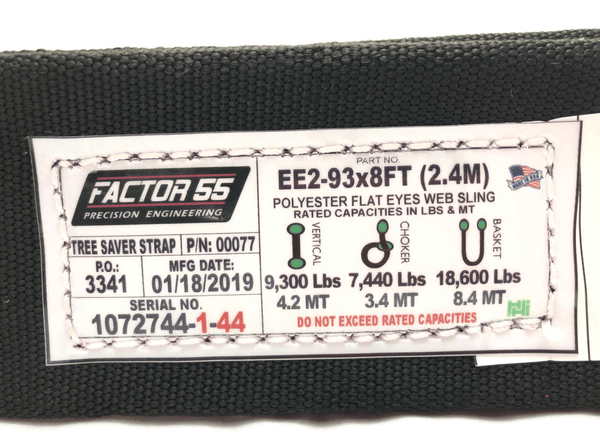 FACTOR 55
PRECISION ENGINEERING
TREE SAVER STRAP P/N: 00077
P.O.: MFG DATE:
3341 01/18/2019
SERIAL NO.
1072744-1-44
PART NO.
EE2-93x8FT (2.4M)
MADE IN USA
POLYESTER FLAT EYES WEB SLING
RATED CAPACITIES IN LBS & MT
VERTICAL CHOKER BASKET
9,300 Lbs 7,440 Lbs 18,600 Lbs
4.2 MT 3.4 MT 8.4 MT
DO NOT EXCEED RATED CAPACITIES